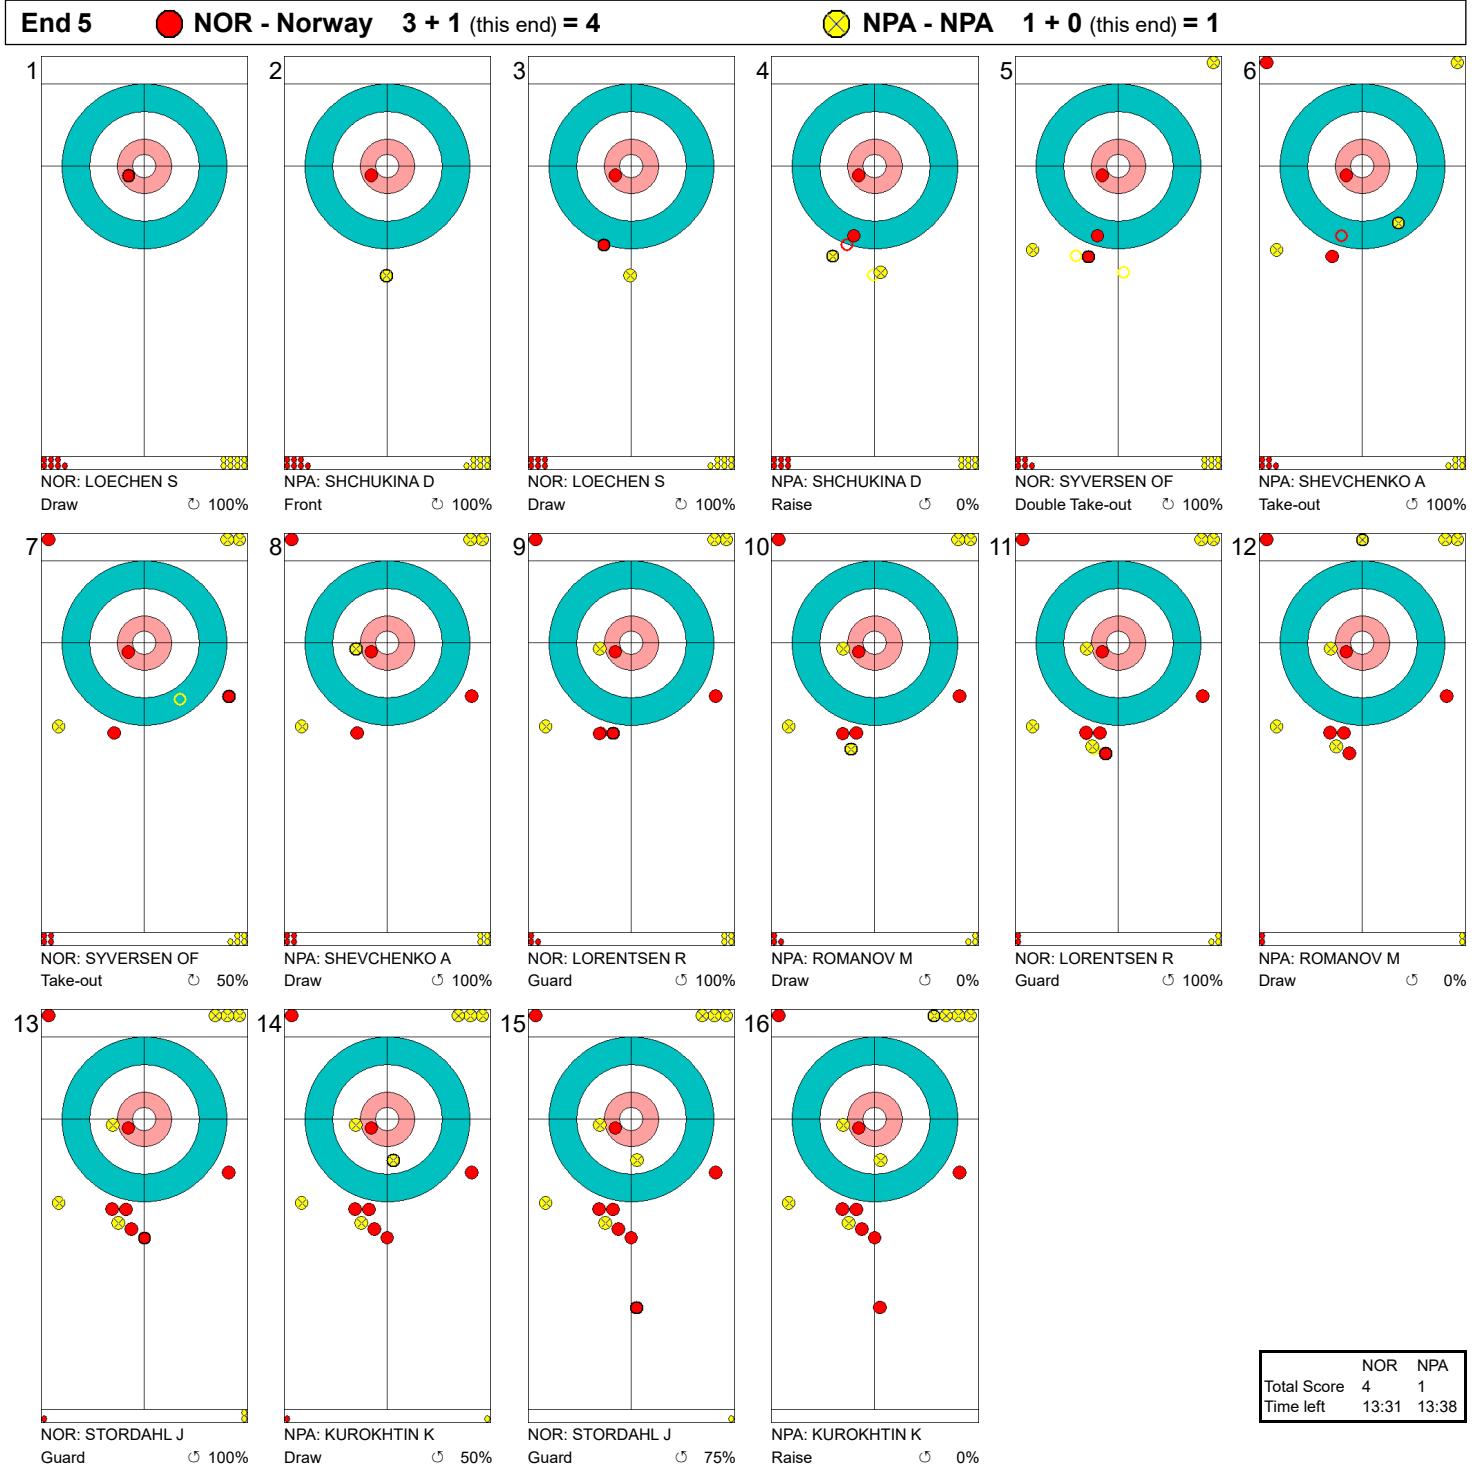 End 5 NOR - Norway 3 + 1 (this end) = 4 NPA - NPA 1 + 0 (this end) = 1
1 2 3 4 5 6
NOR: LOECHEN S NPA: SHCHUKINA D NOR: LOECHEN S NPA: SHCHUKINA D NOR: SYVERSEN OF NPA: SHEVCHENKO A
Draw ↻ 100% Front ↻ 100% Draw ↻ 100% Raise ↺ 0% Double Take-out ↻ 100% Take-out ↺ 100%
7 8 9 10 11 12
NOR: SYVERSEN OF NPA: SHEVCHENKO A NOR: LORENTSEN R NPA: ROMANOV M NOR: LORENTSEN R NPA: ROMANOV M
Take-out ↻ 50% Draw ↻ 100% Guard ↺ 100% Draw ↺ 0% Guard ↺ 100% Draw ↺ 0%
13 14 15 16
NOR: STORDAHL J NPA: KUROKHTIN K NOR: STORDAHL J NPA: KUROKHTIN K
Guard ↺ 100% Draw ↺ 50% Guard ↺ 75% Raise ↺ 0%
NOR NPA
Total Score 4 1
Time left 13:31 13:38